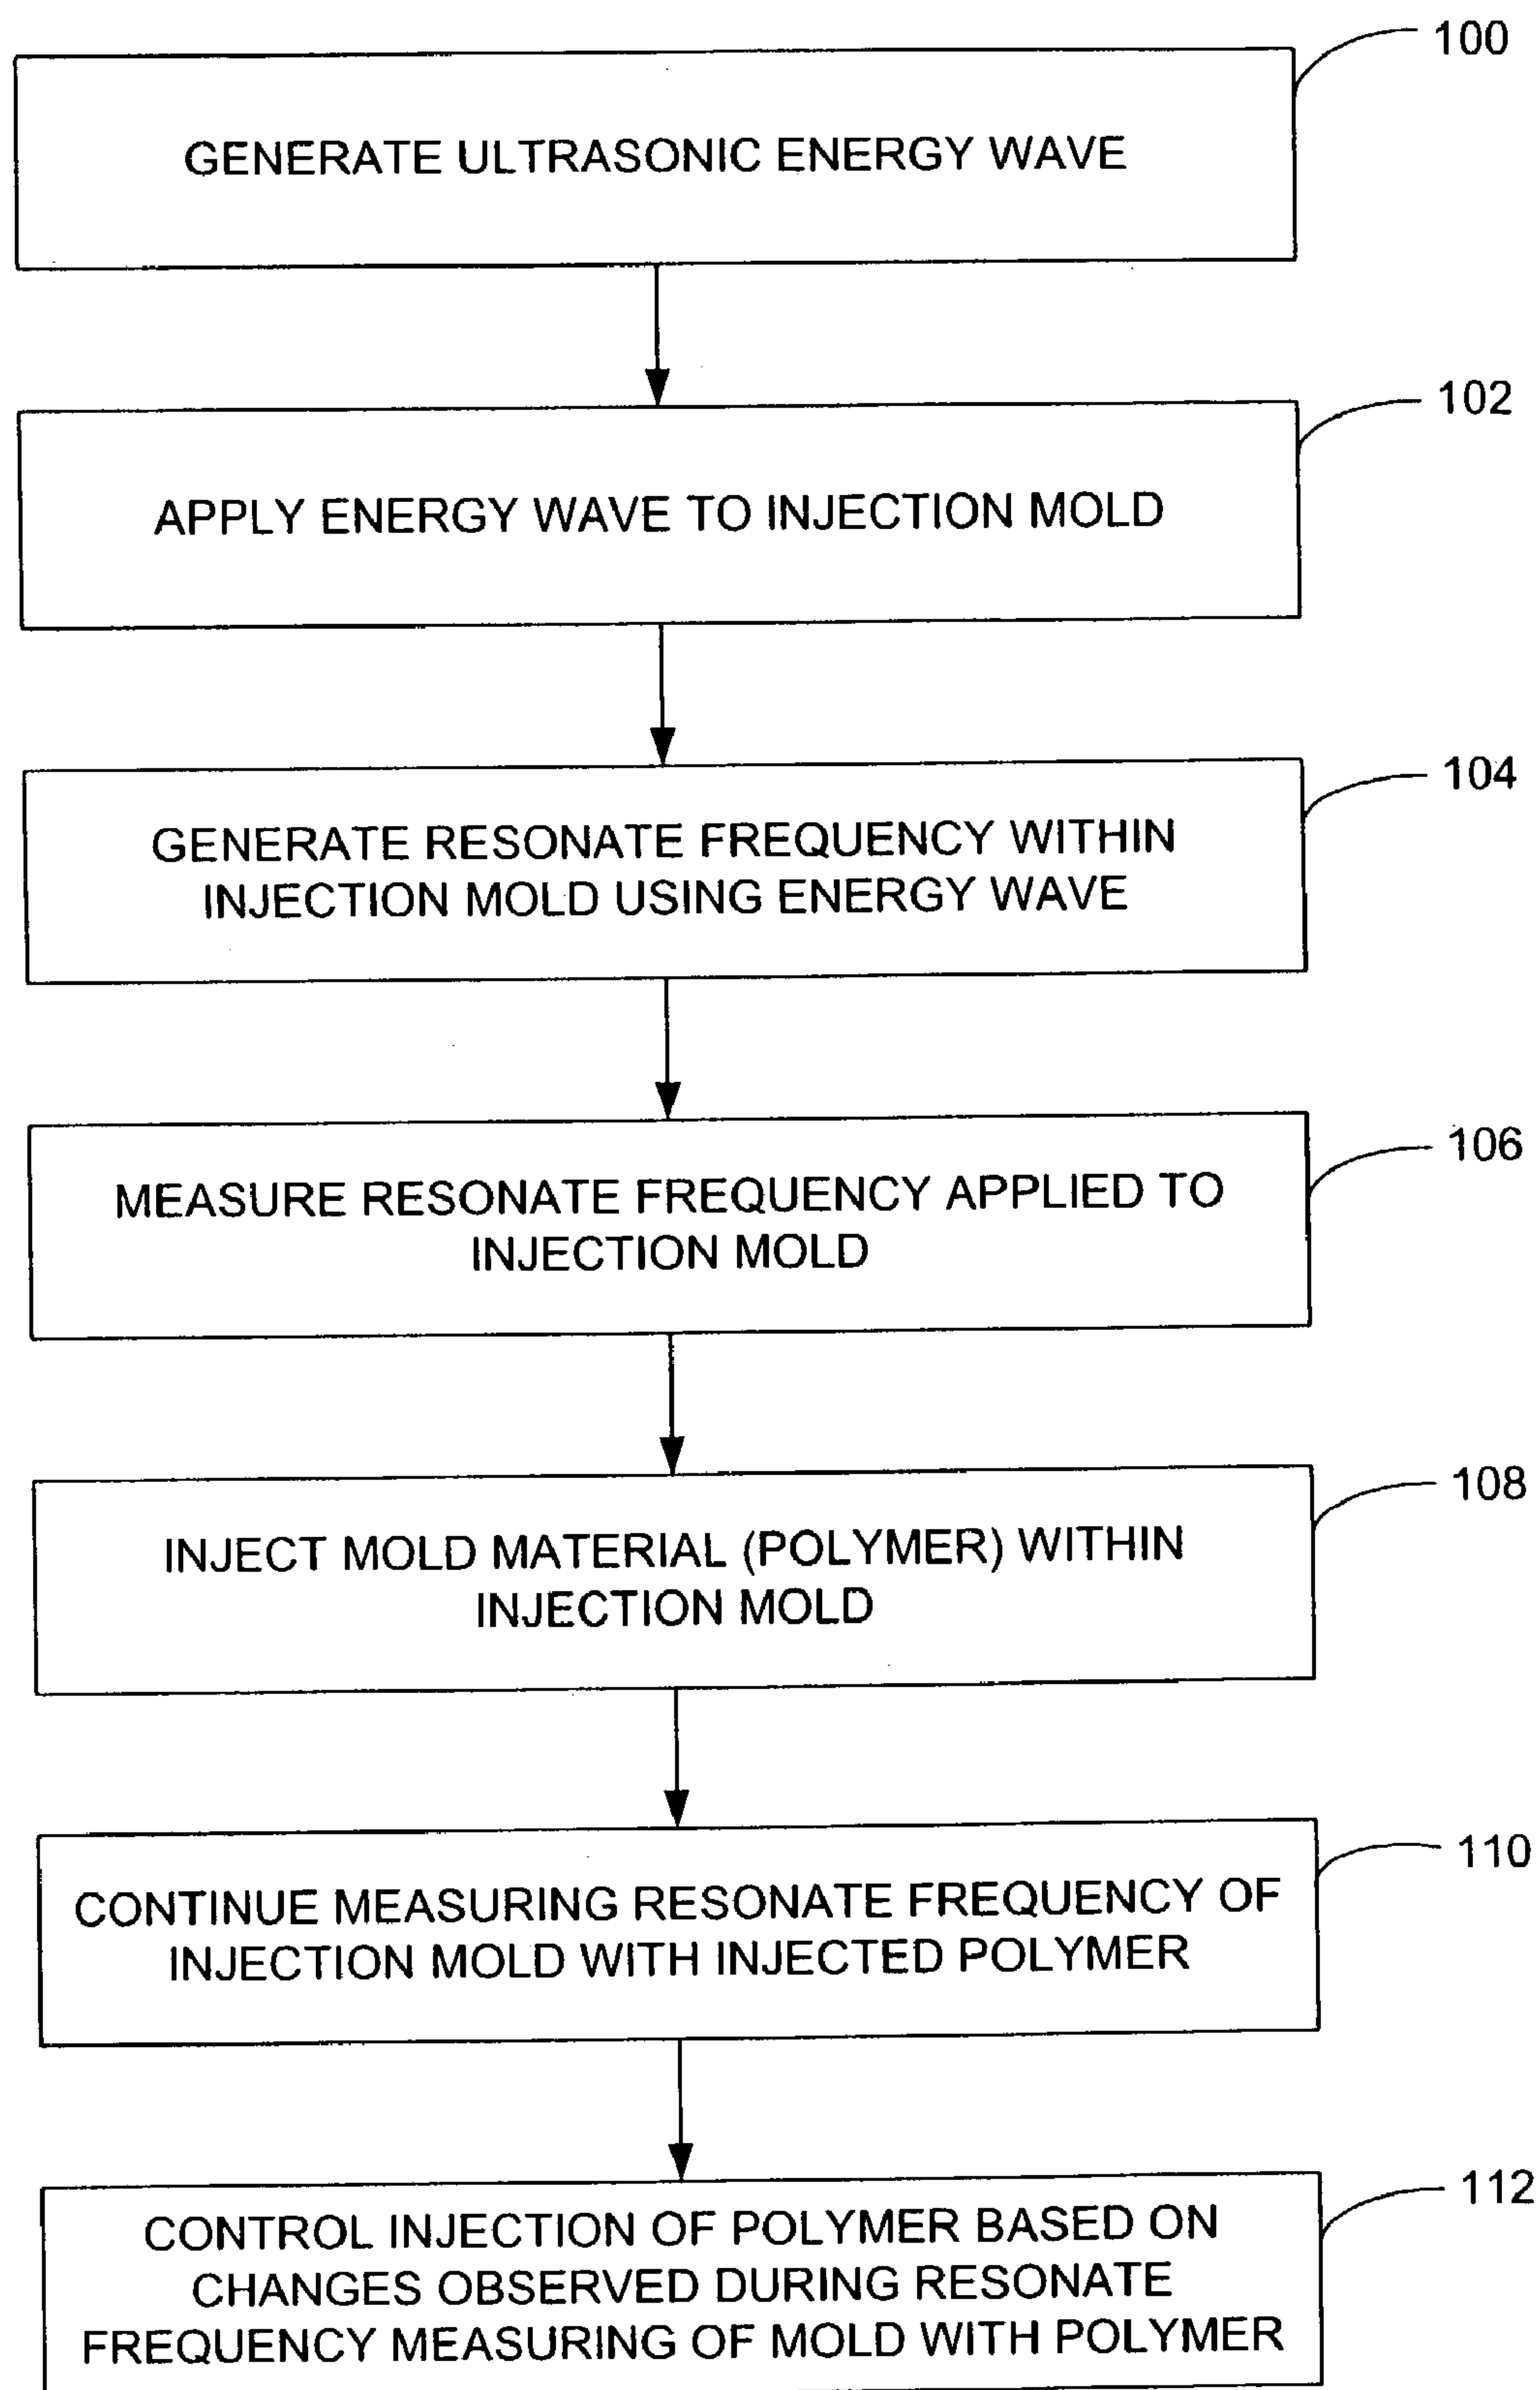 100
GENERATE ULTRASONIC ENERGY WAVE
102
APPLY ENERGY WAVE TO INJECTION MOLD
104
GENERATE RESONATE FREQUENCY WITHIN
INJECTION MOLD USING ENERGY WAVE
106
MEASURE RESONATE FREQUENCY APPLIED TO
INJECTION MOLD
108
INJECT MOLD MATERIAL (POLYMER) WITHIN
INJECTION MOLD
110
CONTINUE MEASURING RESONATE FREQUENCY OF
INJECTION MOLD WITH INJECTED POLYMER
112
CONTROL INJECTION OF POLYMER BASED ON
CHANGES OBSERVED DURING RESONATE
FREQUENCY MEASURING OF MOLD WITH POLYMER